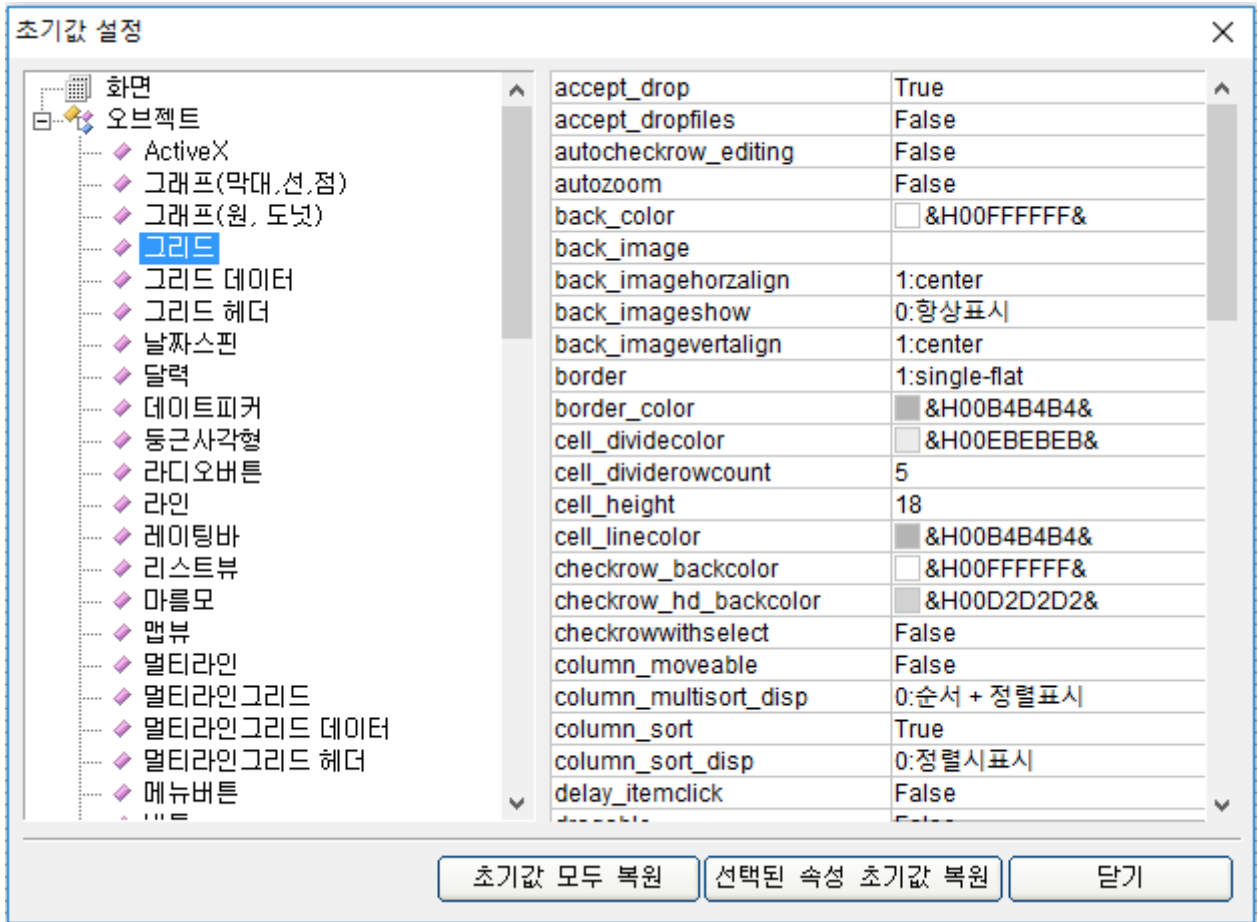 초기값 설정
화면
오브젝트
ActiveX
그래프(막대,선,점)
그래프(원, 도넛)
그리드
그리드 데이터
그리드 헤더
날짜스핀
달력
데이트피커
둥근사각형
라디오버튼
라인
레이팅바
리스트뷰
마름모
맵뷰
멀티라인
멀티라인그리드
멀티라인그리드 데이터
멀티라인그리드 헤더
메뉴버튼
accept_drop True
accept_dropfiles False
autocheckrow_editing False
autozoom False
back_color &H00FFFFFF&
back_image
back_imagehorzalign 1:center
back_imageshow 0:항상표시
back_imagevertalign 1:center
border 1:single-flat
border_color &H00B4B4B4&
cell_dividecolor &H00EBEBEB&
cell_dividerowcount 5
cell_height 18
cell_linecolor &H00B4B4B4&
checkrow_backcolor &H00FFFFFF&
checkrow_hd_backcolor &H00D2D2D2&
checkrowwithselect False
column_moveable False
column_multisort_disp 0:순서 + 정렬표시
column_sort True
column_sort_disp 0:정렬시표시
delay_itemclick False
초기값 모두 복원
선택된 속성 초기값 복원
닫기